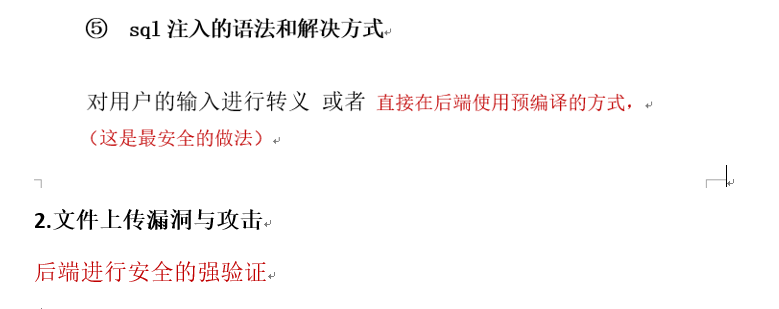 ⑤ sql 注入的语法和解决方式
对用户的输入进行转义 或者 直接在后端使用预编译的方式，
（这是最安全的做法）
2.文件上传漏洞与攻击
后端进行安全的强验证